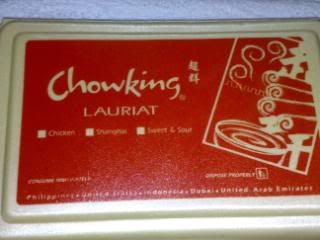 Chowking®
超群
LAURIAT
Chicken Shanghai Sweet & Sour
CONSUME IMMEDIATELY DISPOSE PROPERLY
Philippines • United States • Indonesia • Dubai • United Arab Emirates